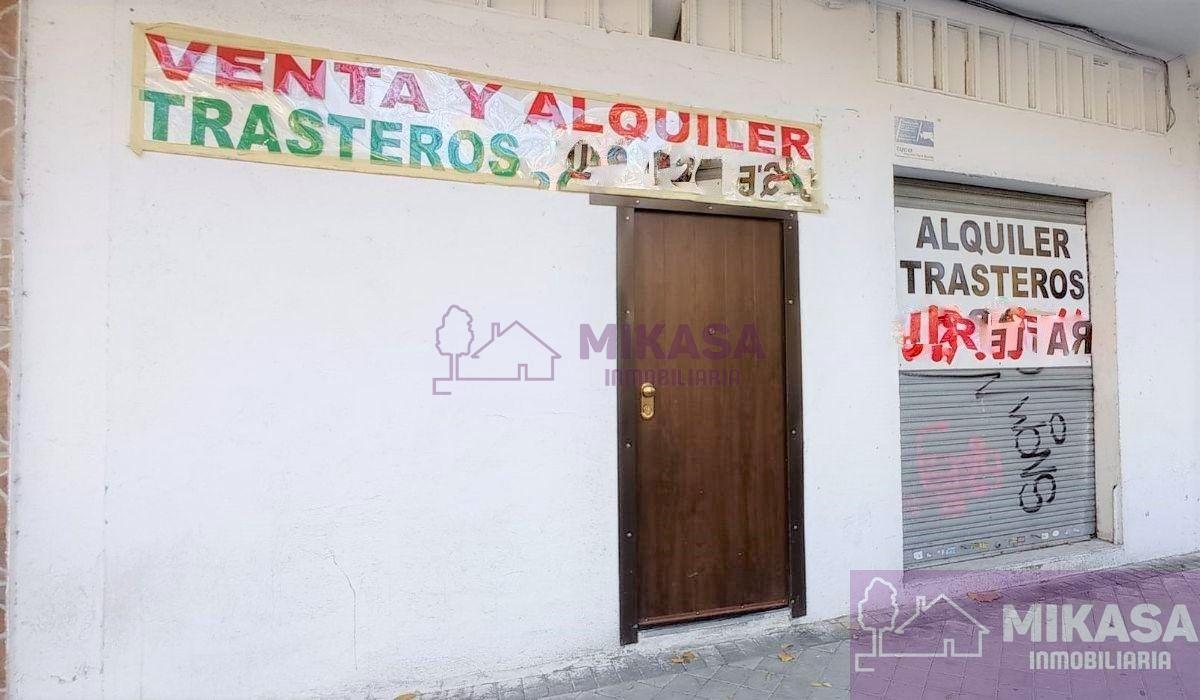 VENTA Y ALQUILER
TRASTEROS
ALQUILER
TRASTEROS
MIKASA
INMOBILIARIA
MIKASA
INMOBILIARIA